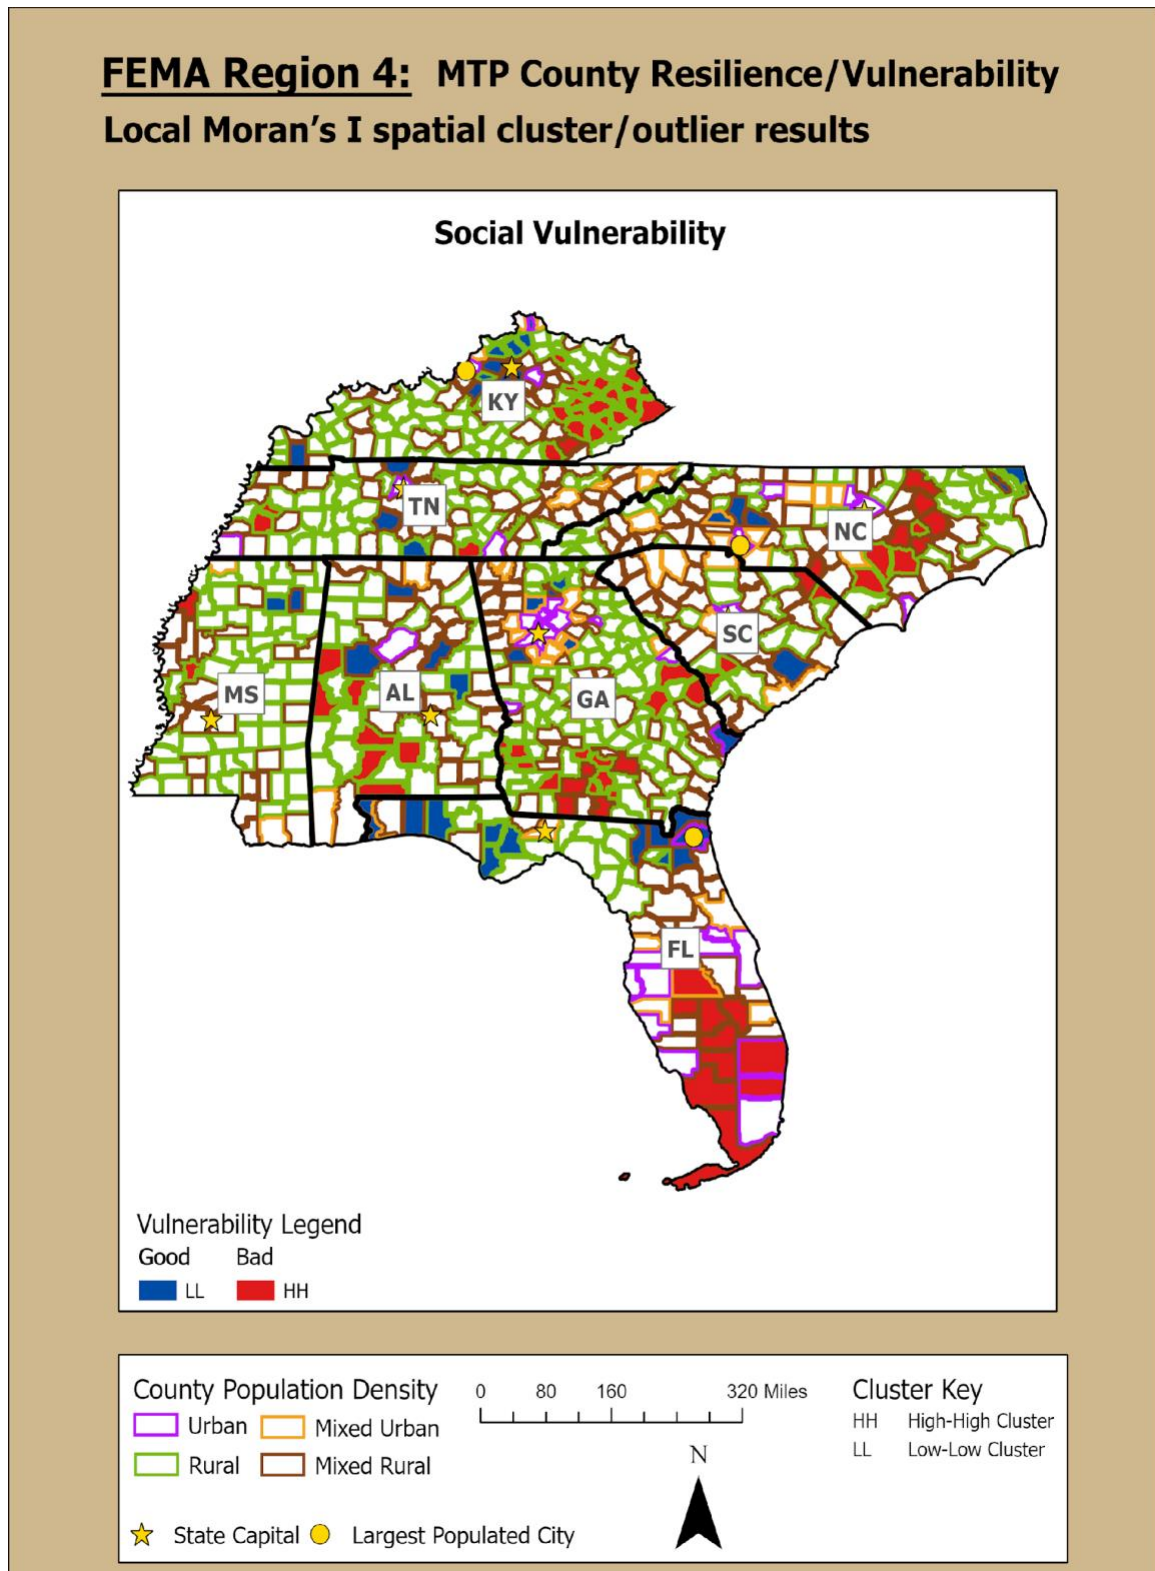 FEMA Region 4: MTP County Resilience/Vulnerability
Local Moran's I spatial cluster/outlier results
Social Vulnerability
KY
TN
NC
SC
MS
AL
GA
FL
Vulnerability Legend
Good Bad
LL HH
County Population Density
Urban Mixed Urban
Rural Mixed Rural
State Capital Largest Populated City
0 80 160 320 Miles
N
Cluster Key
HH High-High Cluster
LL Low-Low Cluster